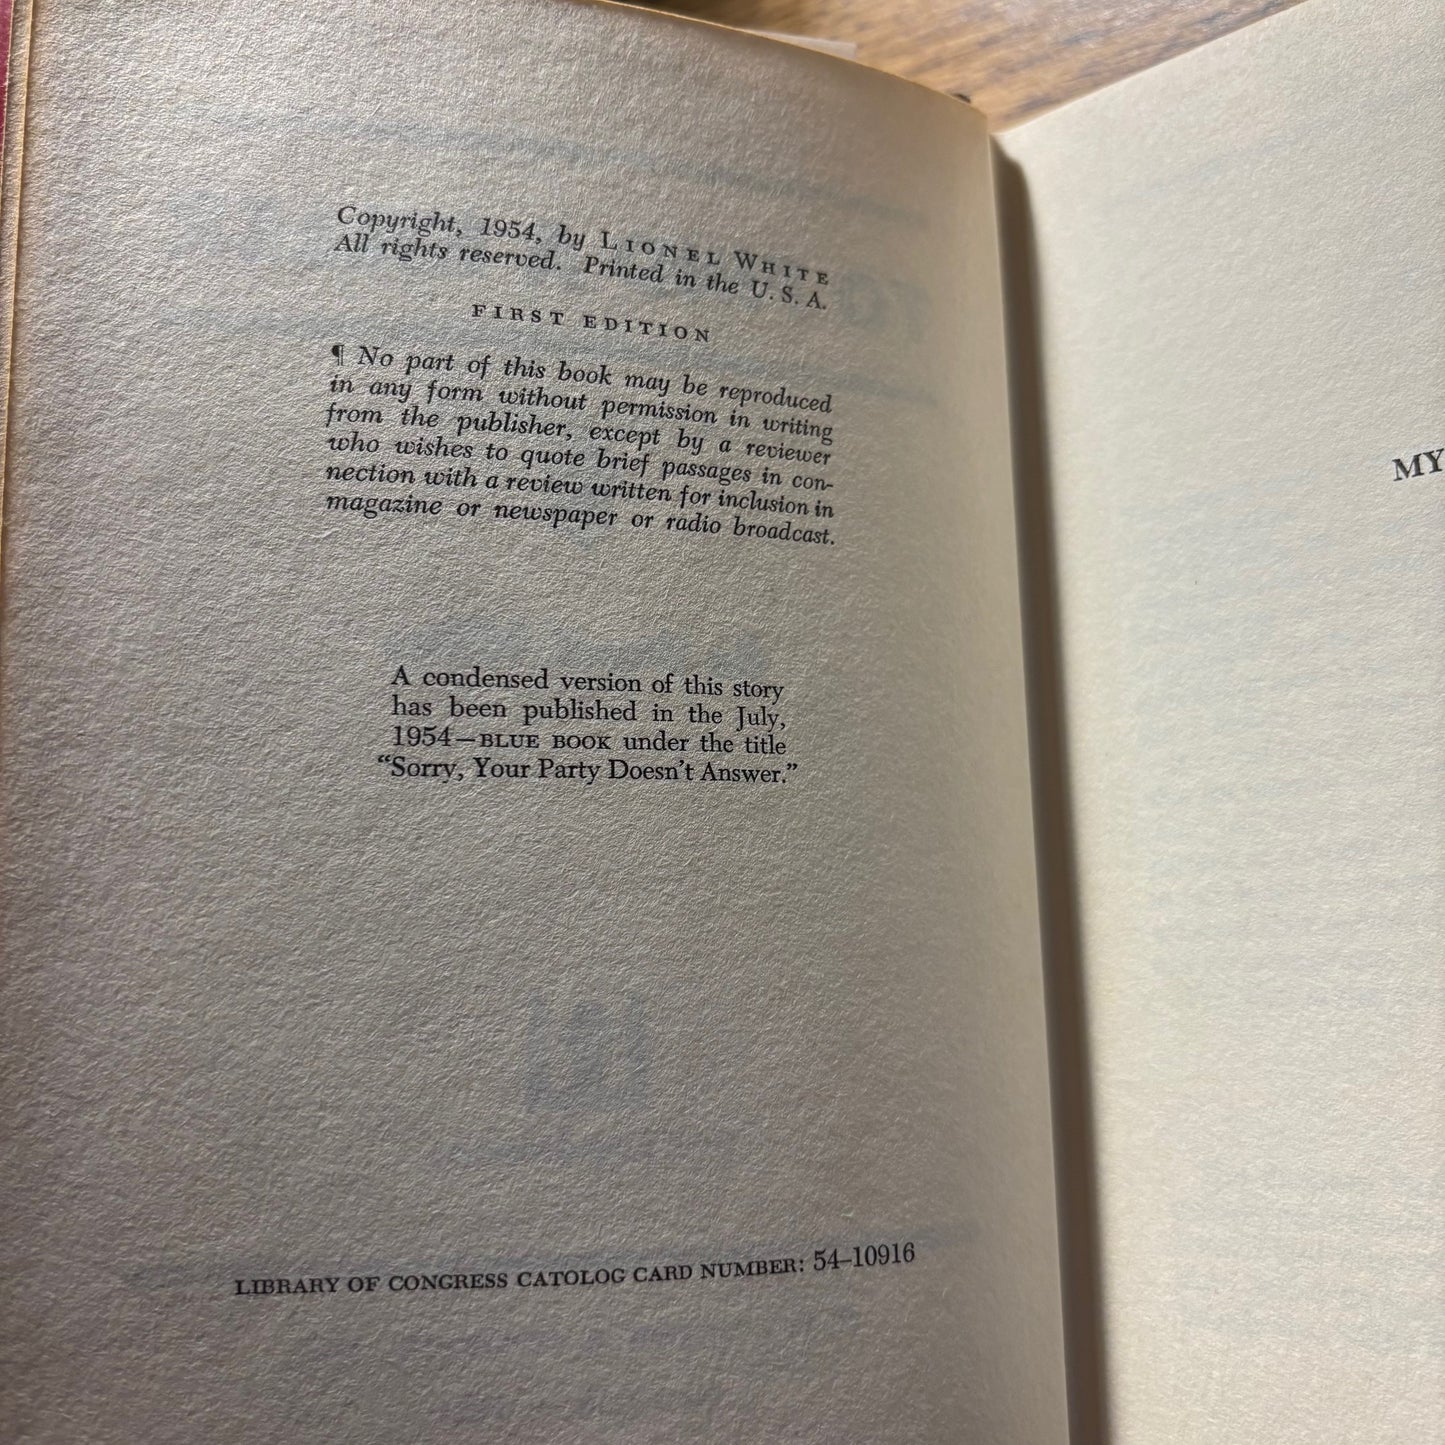 Copyright, 1954, by LIONEL WHITE
All rights reserved. Printed in the U. S. A.
FIRST EDITION
¶ No part of this book may be reproduced
in any form without permission in writing
from the publisher, except by a reviewer
who wishes to quote brief passages in con-
nection with a review written for inclusion in
magazine or newspaper or radio broadcast.
A condensed version of this story
has been published in the July,
1954—BLUE BOOK under the title
“Sorry, Your Party Doesn’t Answer.”
LIBRARY OF CONGRESS CATOLOG CARD NUMBER: 54–10916
MY